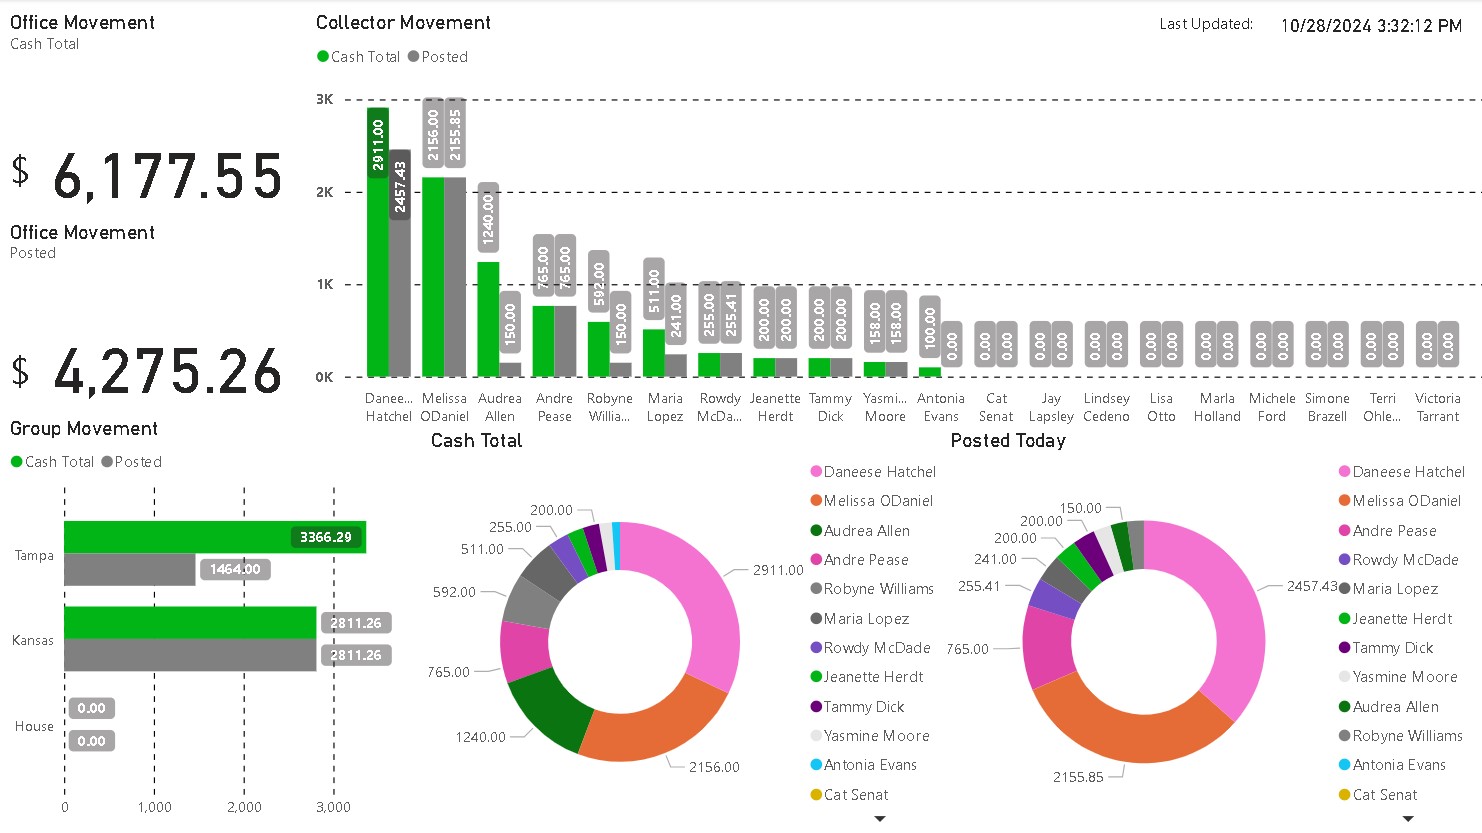 Office Movement
Cash Total
$ 6,177.55
Office Movement
Posted
$ 4,275.26
Collector Movement
Cash Total Posted
Last Updated: 10/28/2024 3:32:12 PM
3K
2K
1K
0K
2911.00 2457.43
2156.00 2155.85
1240.00 150.00
765.00 765.00
592.00 150.00
511.00 241.00
255.00 255.41
200.00 200.00
200.00 200.00
158.00 158.00
100.00 0.00
0.00 0.00
0.00 0.00
0.00 0.00
0.00 0.00
0.00 0.00
0.00 0.00
0.00 0.00
0.00 0.00
0.00 0.00
Danee... Melissa Audrea Andre Robyne Maria Rowdy Jeanette Tammy Yasmi... Antonia Cat Jay Lindsey Lisa Marla Michele Simone Terri Victoria
Hatchel ODaniel Allen Pease Willia... Lopez McDa... Herdt Dick Moore Evans Senat Lapsley Cedeno Otto Holland Ford Brazell Ohle... Tarrant
Group Movement
Cash Total Posted
Tampa
3366.29
1464.00
Kansas
2811.26
2811.26
House
0.00
0.00
0 1,000 2,000 3,000
Cash Total
200.00
255.00
511.00
592.00
765.00
1240.00
2156.00
2911.00
Daneese Hatchel
Melissa ODaniel
Audrea Allen
Andre Pease
Robyne Williams
Maria Lopez
Rowdy McDade
Jeanette Herdt
Tammy Dick
Yasmine Moore
Antonia Evans
Cat Senat
Posted Today
150.00
200.00
200.00
241.00
255.41
765.00
2155.85
2457.43
Daneese Hatchel
Melissa ODaniel
Andre Pease
Rowdy McDade
Maria Lopez
Jeanette Herdt
Tammy Dick
Yasmine Moore
Audrea Allen
Robyne Williams
Antonia Evans
Cat Senat